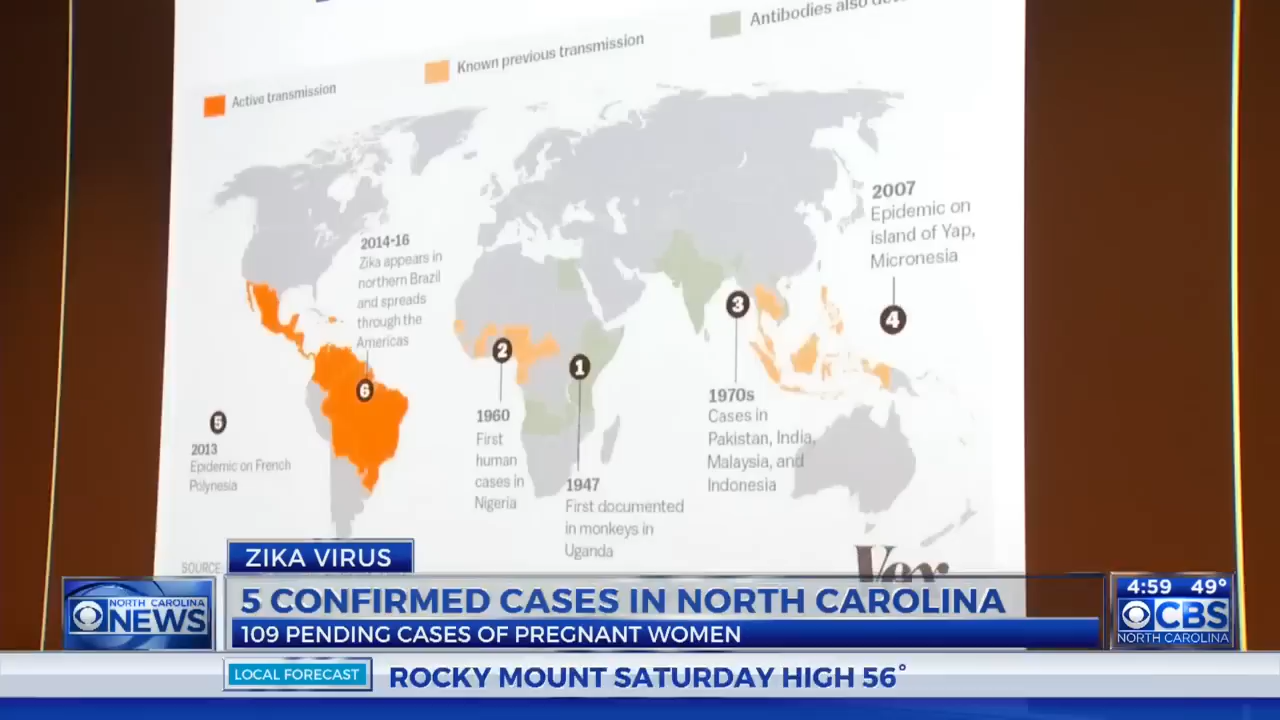 Antibodies also
Known previous transmission
Active transmission
2007
Epidemic on
island of Yap,
Micronesia
4
2014-16
Zika appears in
northern Brazil
and spreads
through the
Americas
6
3
1970s
Cases in
Pakistan, India,
Malaysia, and
Indonesia
2
1960
First
human
cases in
Nigeria
1
1947
First documented
in monkeys in
Uganda
5
2013
Epidemic on French
Polynesia
SOURCE
Vox
ZIKA VIRUS
5 CONFIRMED CASES IN NORTH CAROLINA
109 PENDING CASES OF PREGNANT WOMEN
NORTH CAROLINA
NEWS
4:59 49°
CBS
NORTH CAROLINA
LOCAL FORECAST
ROCKY MOUNT SATURDAY HIGH 56°